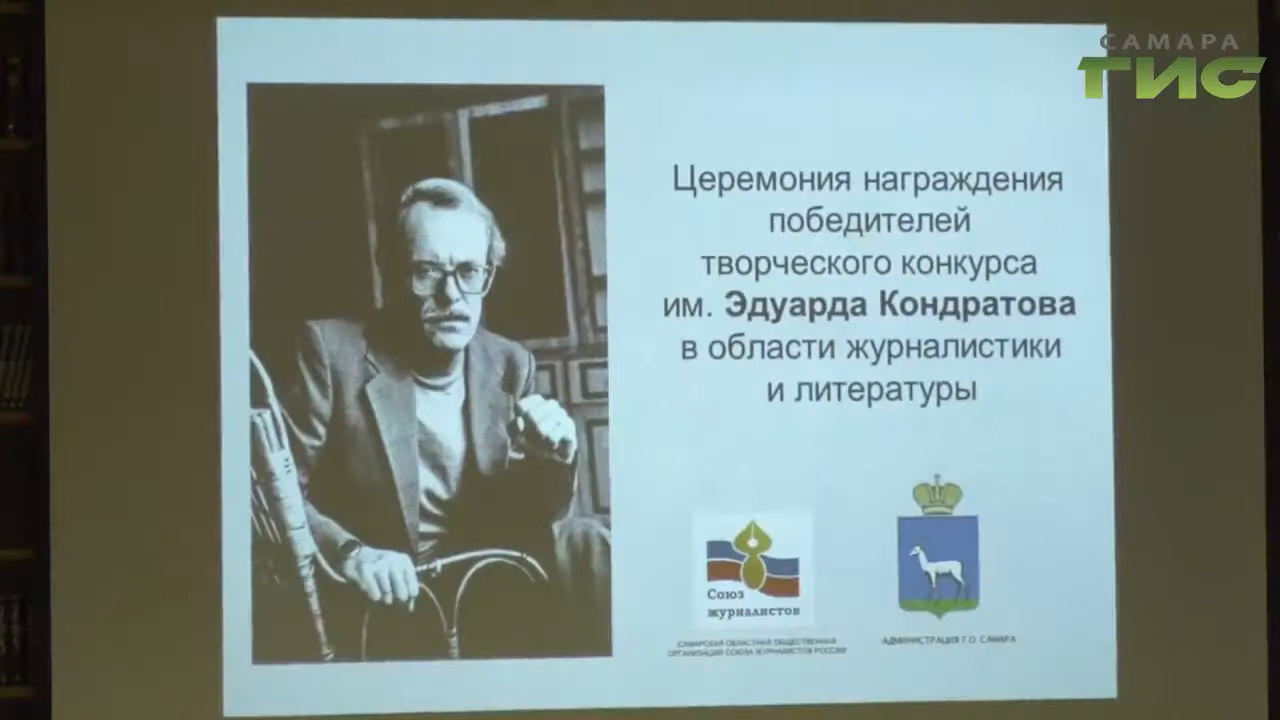 САМАРА
ГИС
Церемония награждения
победителей
творческого конкурса
им. Эдуарда Кондратова
в области журналистики
и литературы
Союз
журналистов
САМАРСКАЯ ОБЛАСТНАЯ ОБЩЕСТВЕННАЯ
ОРГАНИЗАЦИЯ СОЮЗА ЖУРНАЛИСТОВ РОССИИ
АДМИНИСТРАЦИЯ Г.О. САМАРА